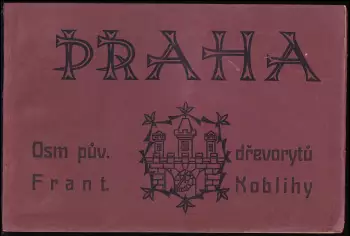 PRAHA
Osm pův. dřevorytů
Frant. Koblihy